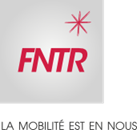 FNTR
LA MOBILITÉ EST EN NOUS